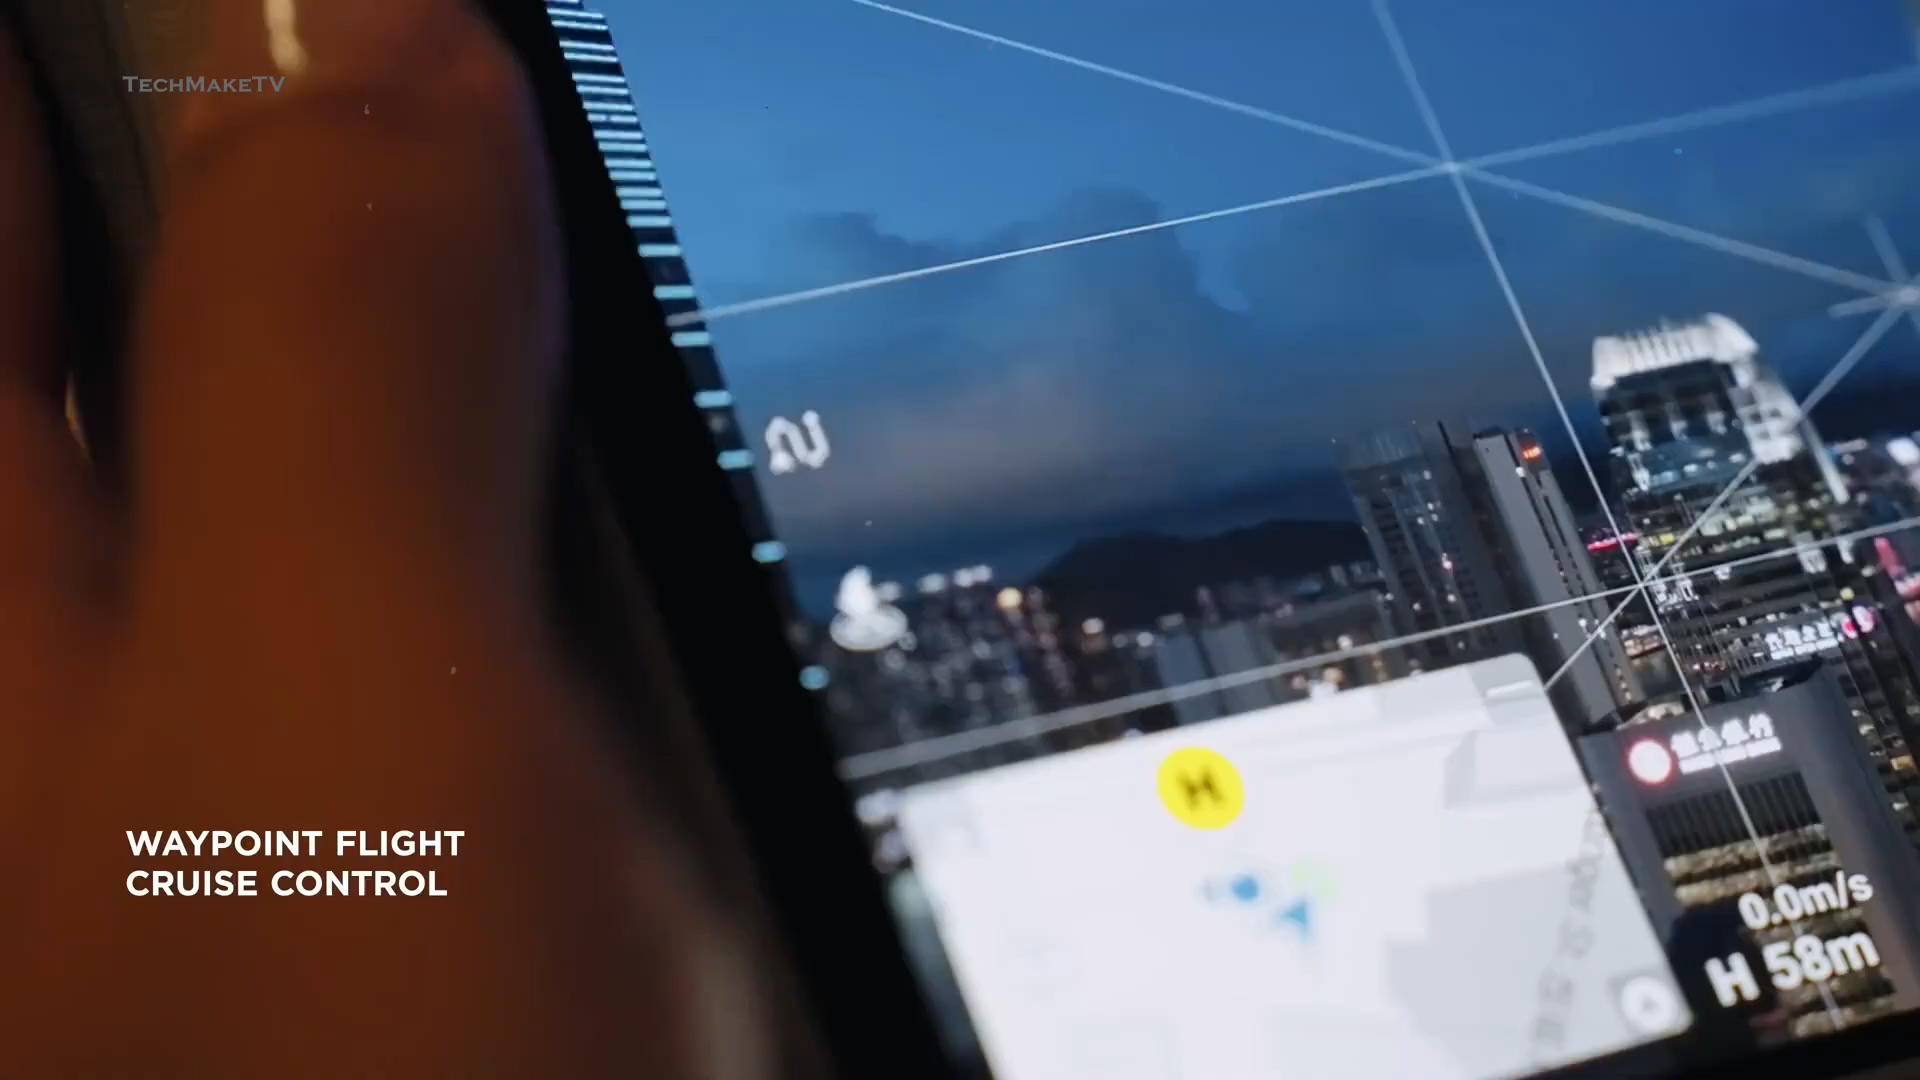 TECHMAKETV
WAYPOINT FLIGHT
CRUISE CONTROL
H
0.0m/s
H 58m